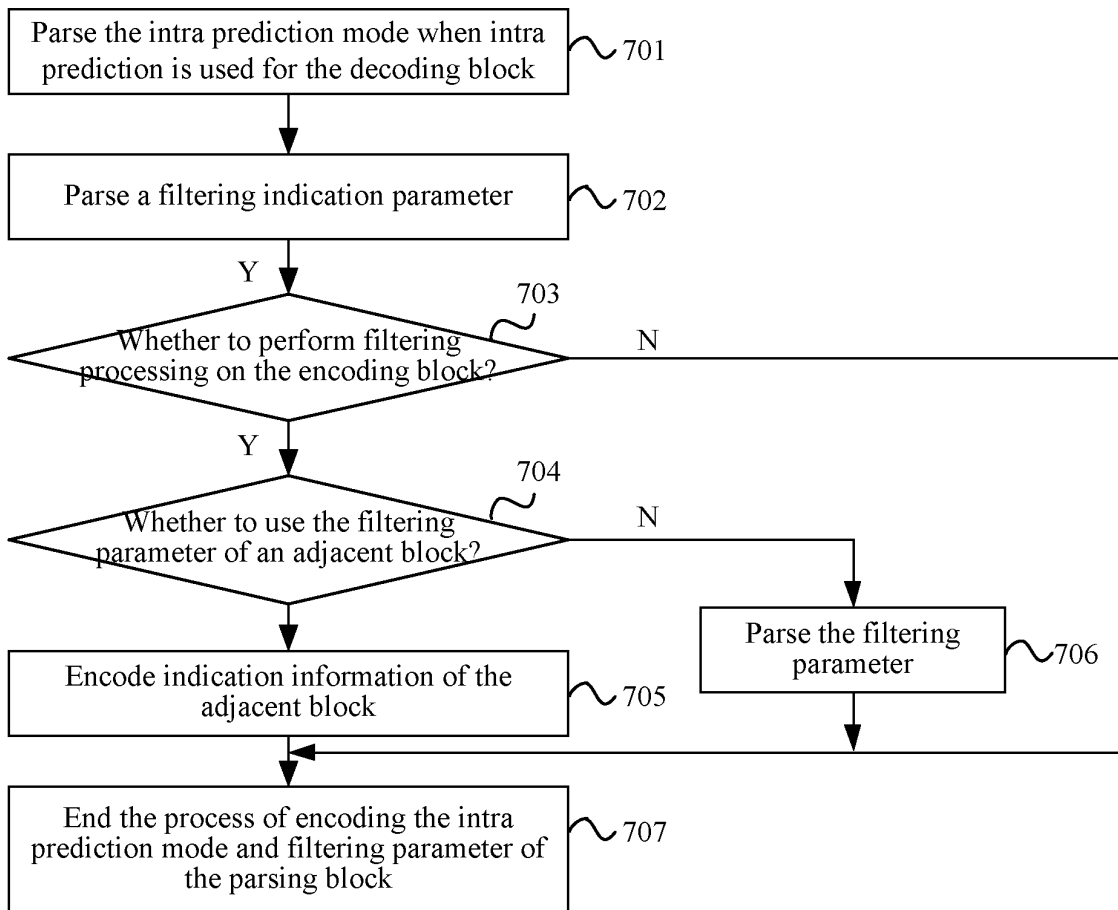 Parse the intra prediction mode when intra
prediction is used for the decoding block
701
Parse a filtering indication parameter
702
Y
703
Whether to perform filtering
processing on the encoding block?
N
Y
704
Whether to use the filtering
parameter of an adjacent block?
N
Encode indication information of the
adjacent block
705
Parse the filtering
parameter
706
End the process of encoding the intra
prediction mode and filtering parameter of
the parsing block
707